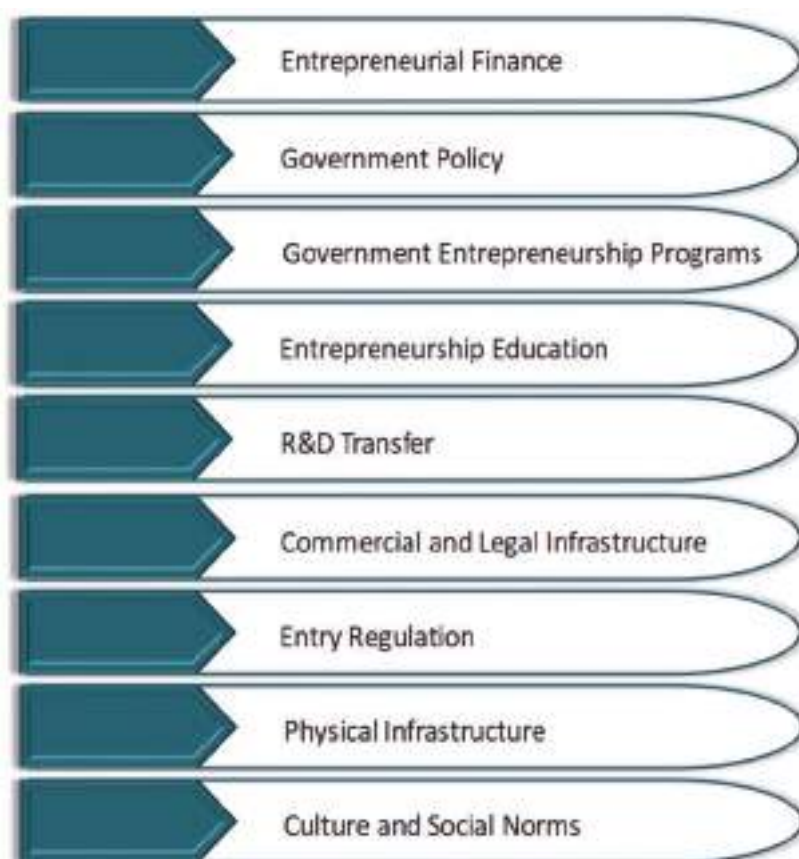 Entrepreneurial Finance
Government Policy
Government Entrepreneurship Programs
Entrepreneurship Education
R&D Transfer
Commercial and Legal Infrastructure
Entry Regulation
Physical Infrastructure
Culture and Social Norms